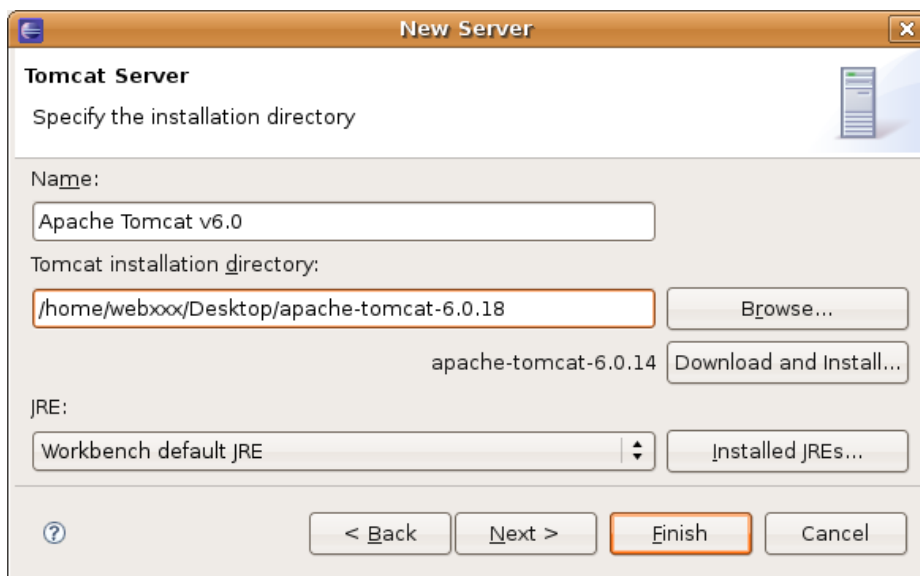 New Server
Tomcat Server
Specify the installation directory
Name:
Apache Tomcat v6.0
Tomcat installation directory:
/home/webxxx/Desktop/apache-tomcat-6.0.18 Browse...
apache-tomcat-6.0.14 Download and Install...
JRE:
Workbench default JRE Installed JREs...
? < Back Next > Finish Cancel